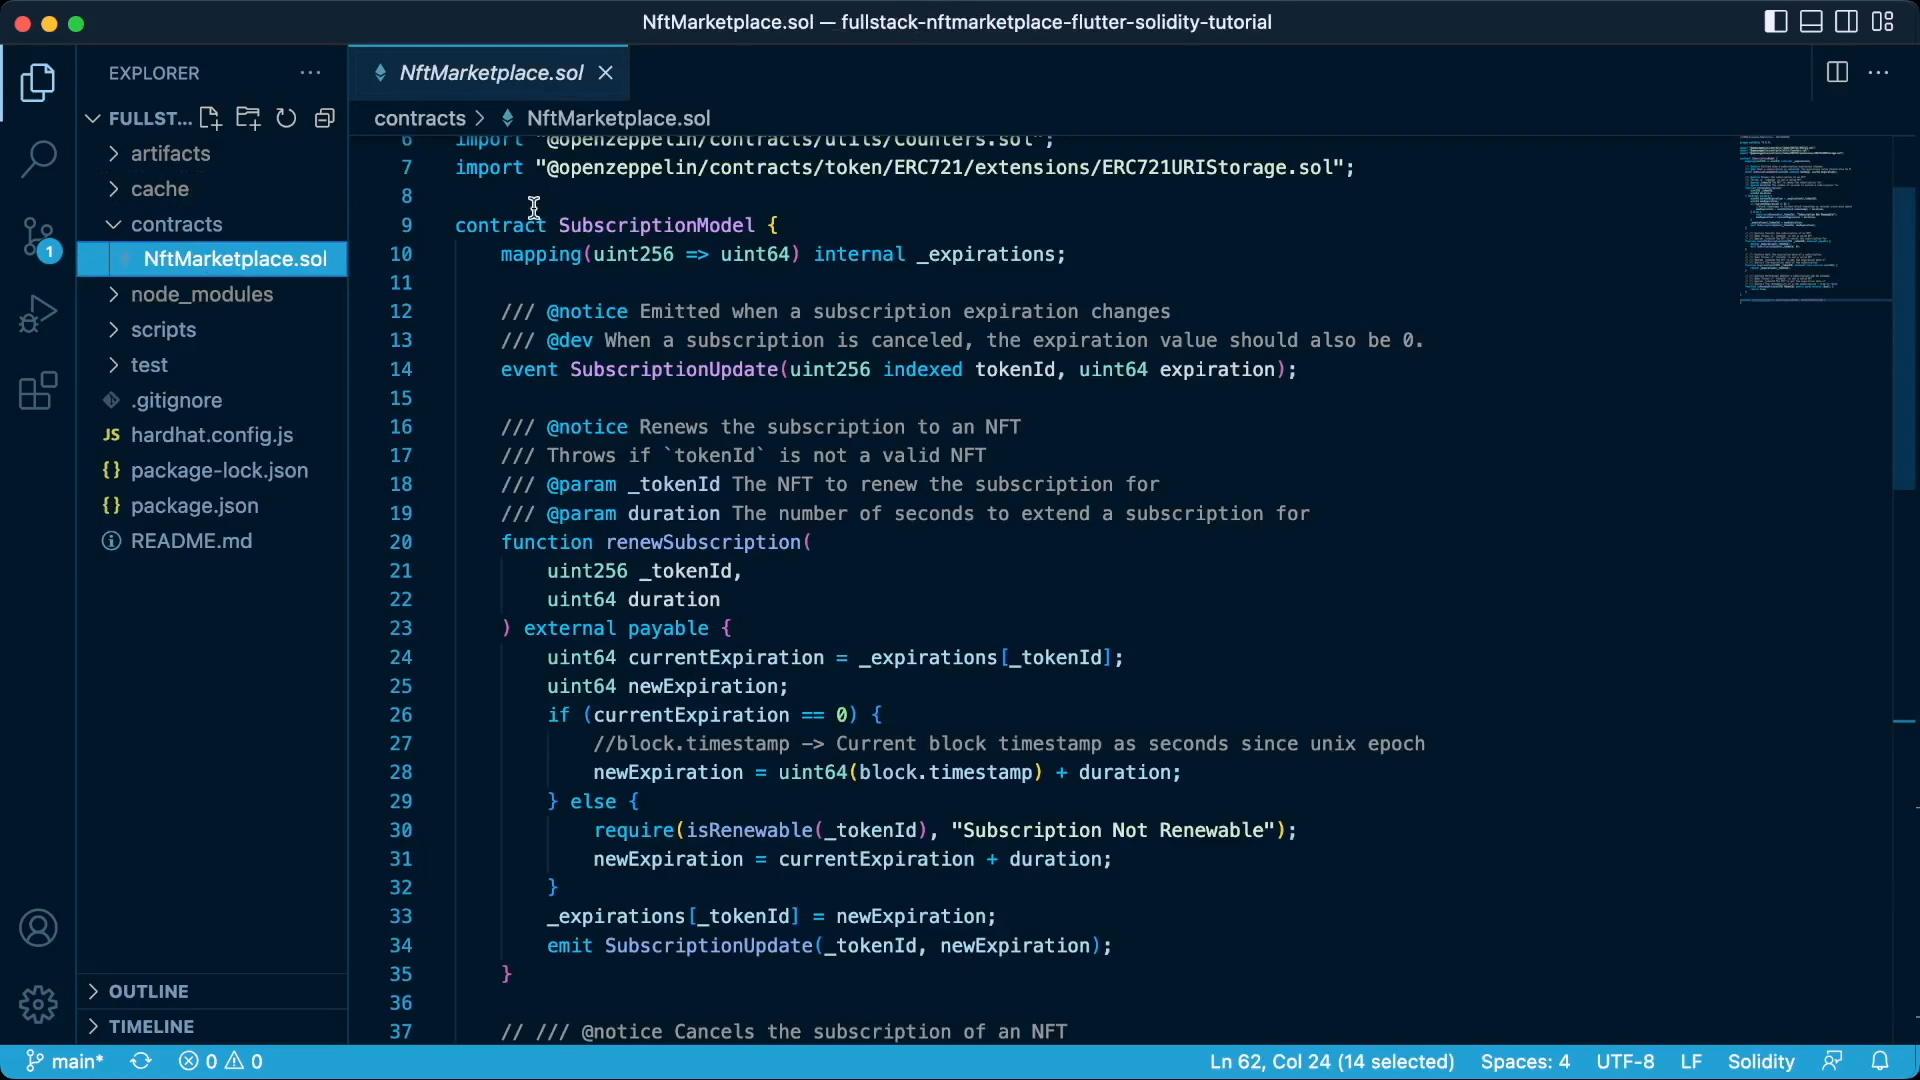 NftMarketplace.sol — fullstack-nftmarketplace-flutter-solidity-tutorial
EXPLORER
FULLST...
artifacts
cache
contracts
NftMarketplace.sol
node_modules
scripts
test
.gitignore
JS hardhat.config.js
{} package-lock.json
{} package.json
README.md
OUTLINE
TIMELINE
1
NftMarketplace.sol
contracts > NftMarketplace.sol
6 import "@openzeppelin/contracts/utils/Counters.sol";
7 import "@openzeppelin/contracts/token/ERC721/extensions/ERC721URIStorage.sol";
8
9 contract SubscriptionModel {
10 mapping(uint256 => uint64) internal _expirations;
11
12 /// @notice Emitted when a subscription expiration changes
13 /// @dev When a subscription is canceled, the expiration value should also be 0.
14 event SubscriptionUpdate(uint256 indexed tokenId, uint64 expiration);
15
16 /// @notice Renews the subscription to an NFT
17 /// Throws if `tokenId` is not a valid NFT
18 /// @param _tokenId The NFT to renew the subscription for
19 /// @param duration The number of seconds to extend a subscription for
20 function renewSubscription(
21 uint256 _tokenId,
22 uint64 duration
23 ) external payable {
24 uint64 currentExpiration = _expirations[_tokenId];
25 uint64 newExpiration;
26 if (currentExpiration == 0) {
27 //block.timestamp -> Current block timestamp as seconds since unix epoch
28 newExpiration = uint64(block.timestamp) + duration;
29 } else {
30 require(isRenewable(_tokenId), "Subscription Not Renewable");
31 newExpiration = currentExpiration + duration;
32 }
33 _expirations[_tokenId] = newExpiration;
34 emit SubscriptionUpdate(_tokenId, newExpiration);
35 }
36
37 // /// @notice Cancels the subscription of an NFT
main* 0 0 Ln 62, Col 24 (14 selected) Spaces: 4 UTF-8 LF Solidity